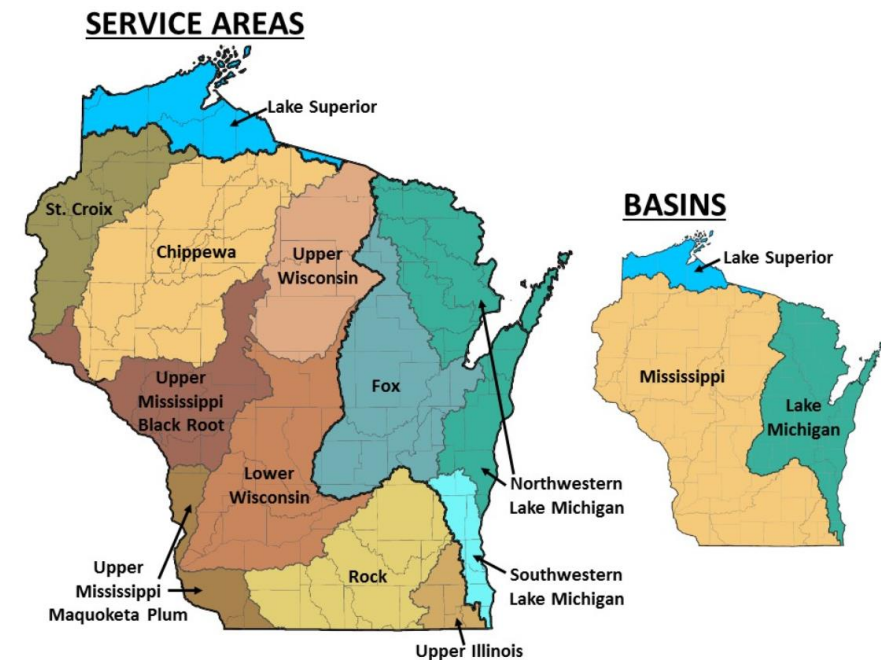 SERVICE AREAS
Lake Superior
St. Croix
Chippewa
Upper
Wisconsin
Upper
Mississippi
Black Root
Fox
Lower
Wisconsin
Northwestern
Lake Michigan
Upper
Mississippi
Maquoketa Plum
Rock
Southwestern
Lake Michigan
Upper Illinois
BASINS
Lake Superior
Mississippi
Lake
Michigan